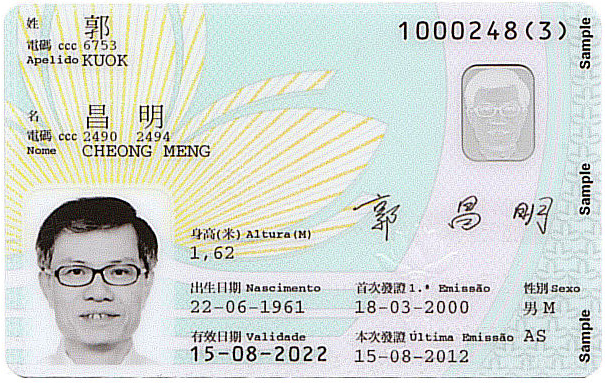 姓 郭
電碼 ccc 6753
Apelido KUOK
1000248(3)
Sample
名 昌 明
電碼 ccc 2490 2494
Nome CHEONG MENG
郭 昌 明
Sample
身高(米) Altura(M)
1,62
出生日期 Nascimento 首次發證 1.ª Emissão 性別 Sexo
22-06-1961 18-03-2000 男 M
有效日期 Validade 本次發證 Última Emissão AS
15-08-2022 15-08-2012
Sample